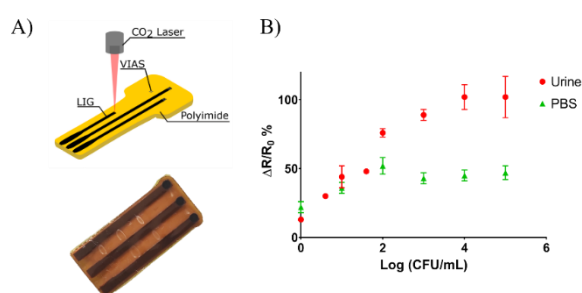 A)
CO2 Laser
VIAS
LIG
Polyimide
B)
Urine
PBS
ΔR/R0 %
100
50
0
0
2
4
6
Log (CFU/mL)